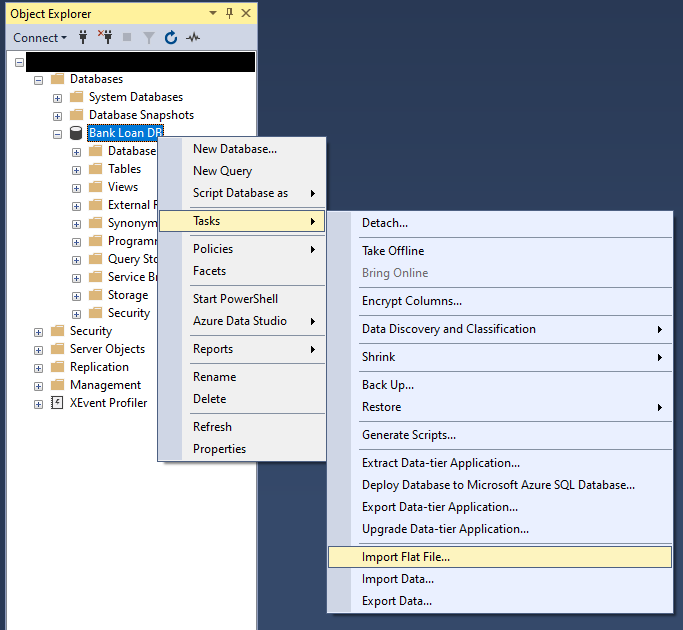 Object Explorer
Connect
Databases
System Databases
Database Snapshots
Bank Loan DB
Database
Tables
Views
External
Synonym
Program
Query Sto
Service B
Storage
Security
Security
Server Objects
Replication
Management
XEvent Profiler
New Database...
New Query
Script Database as
Tasks
Policies
Facets
Start PowerShell
Azure Data Studio
Reports
Rename
Delete
Refresh
Properties
Detach...
Take Offline
Bring Online
Encrypt Columns...
Data Discovery and Classification
Shrink
Back Up...
Restore
Generate Scripts...
Extract Data-tier Application...
Deploy Database to Microsoft Azure SQL Database...
Export Data-tier Application...
Upgrade Data-tier Application...
Import Flat File...
Import Data...
Export Data...